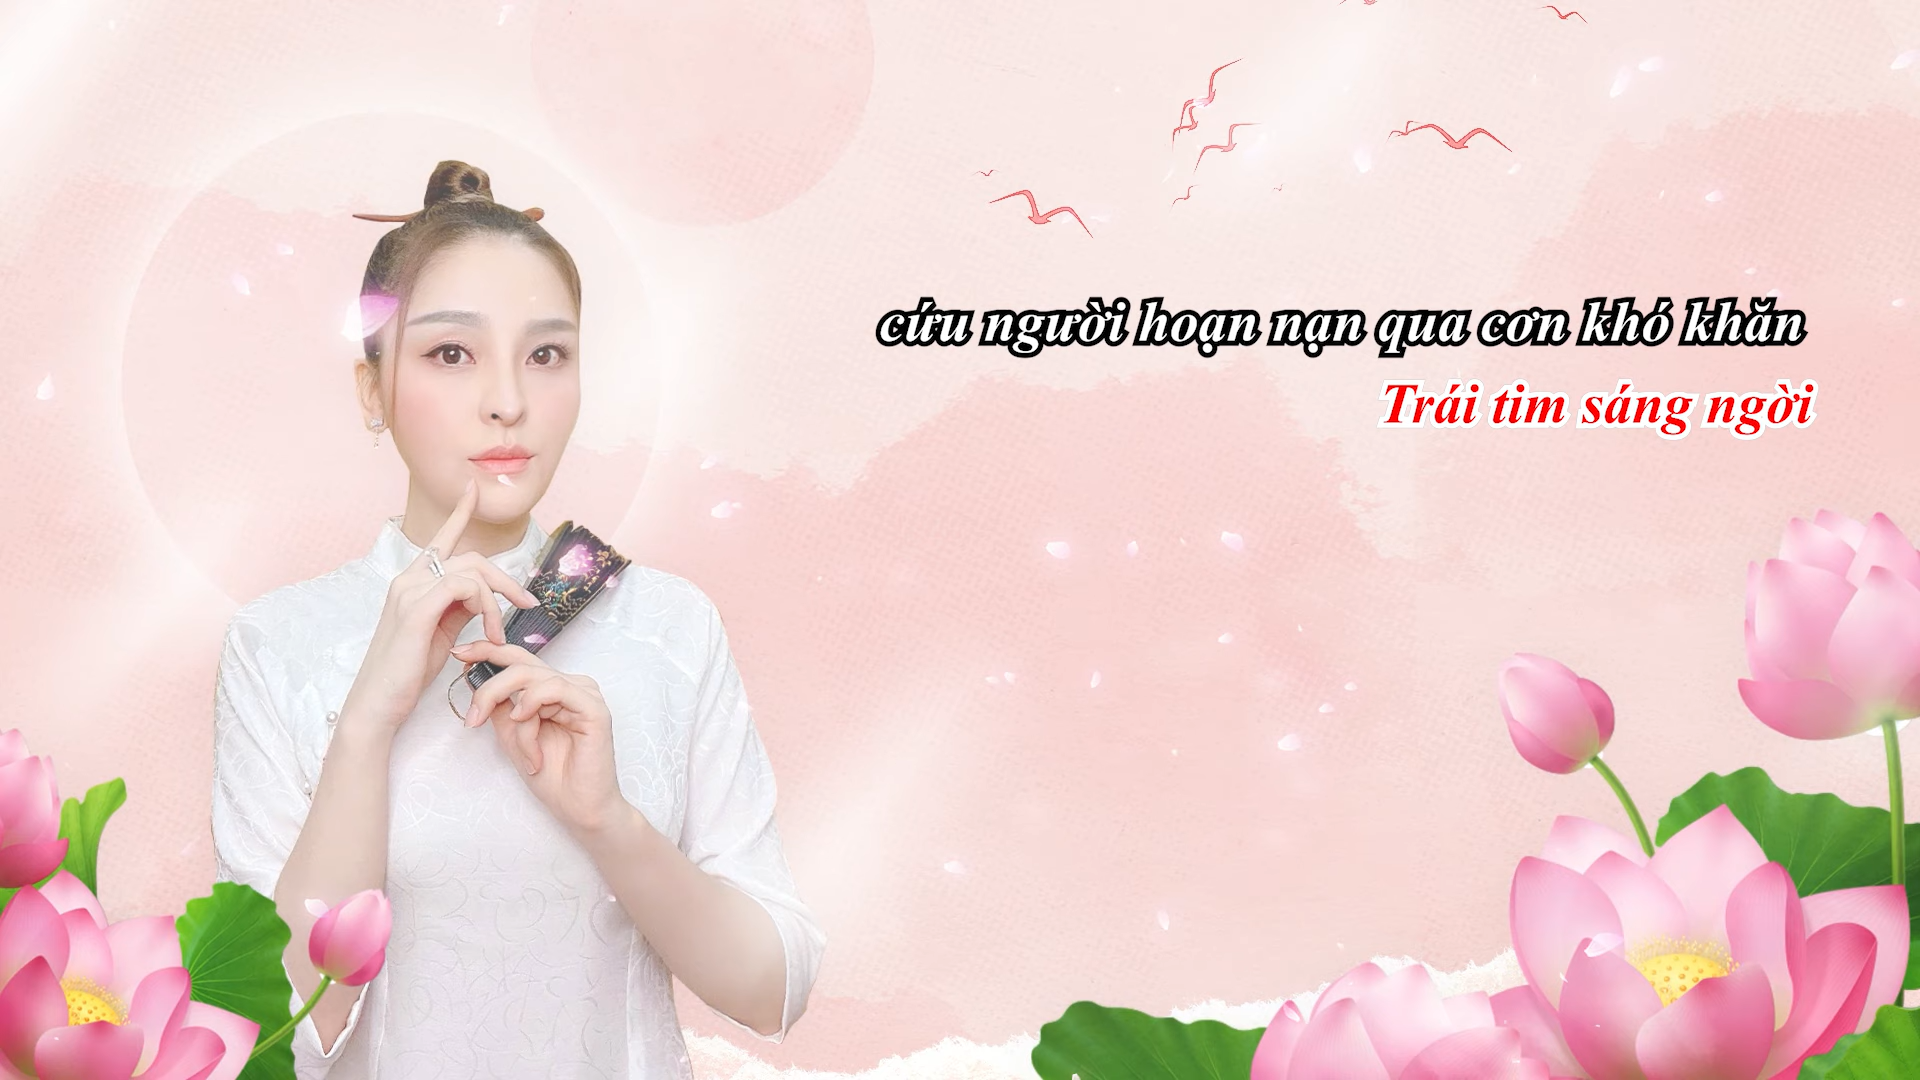 cứu người hoạn nạn qua cơn khó khăn
Trái tim sáng ngời